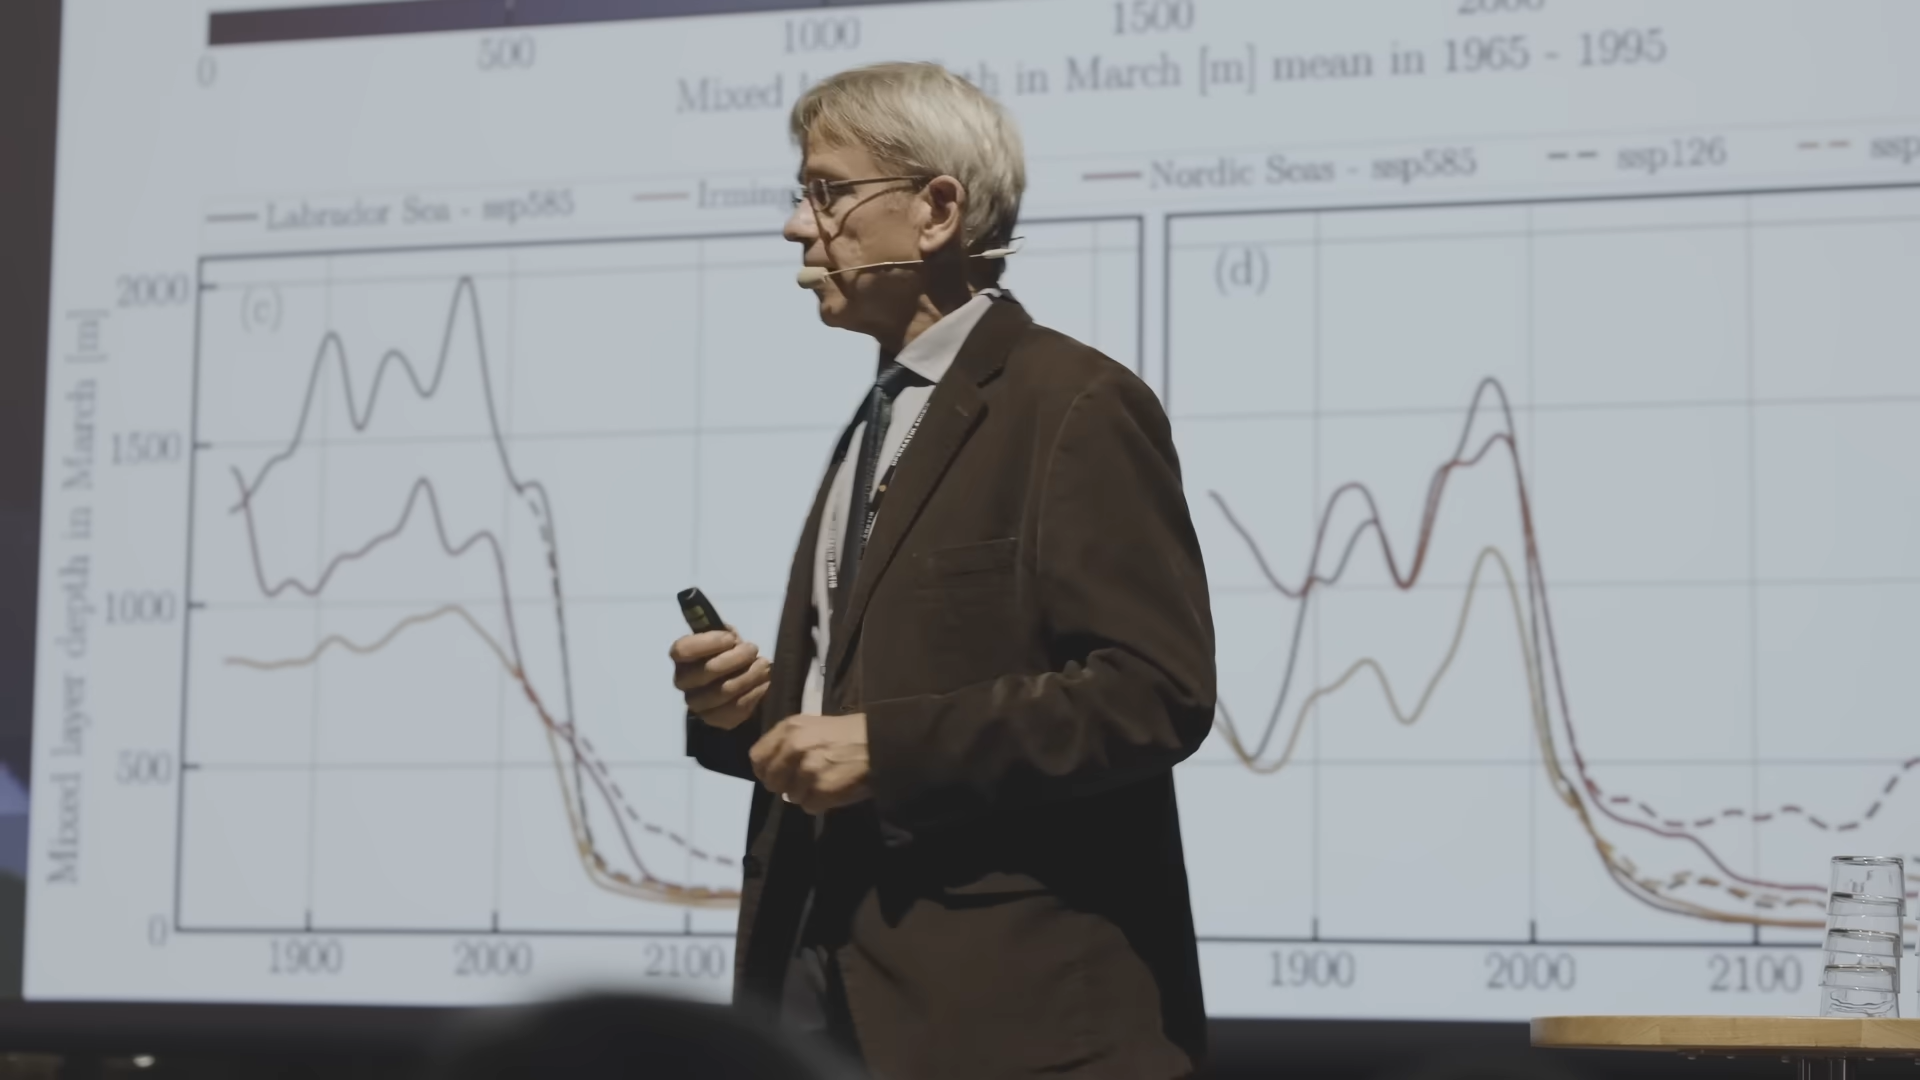 0 500 1000 1500 2000
Mixed in March [m] mean in 1965 - 1995
Labrador Sea - ssp585
Nordic Seas - ssp585 ssp126
(c)
(d)
Mixed layer depth in March [m]
2000
1500
1000
500
0
1900 2000 2100
1900 2000 2100